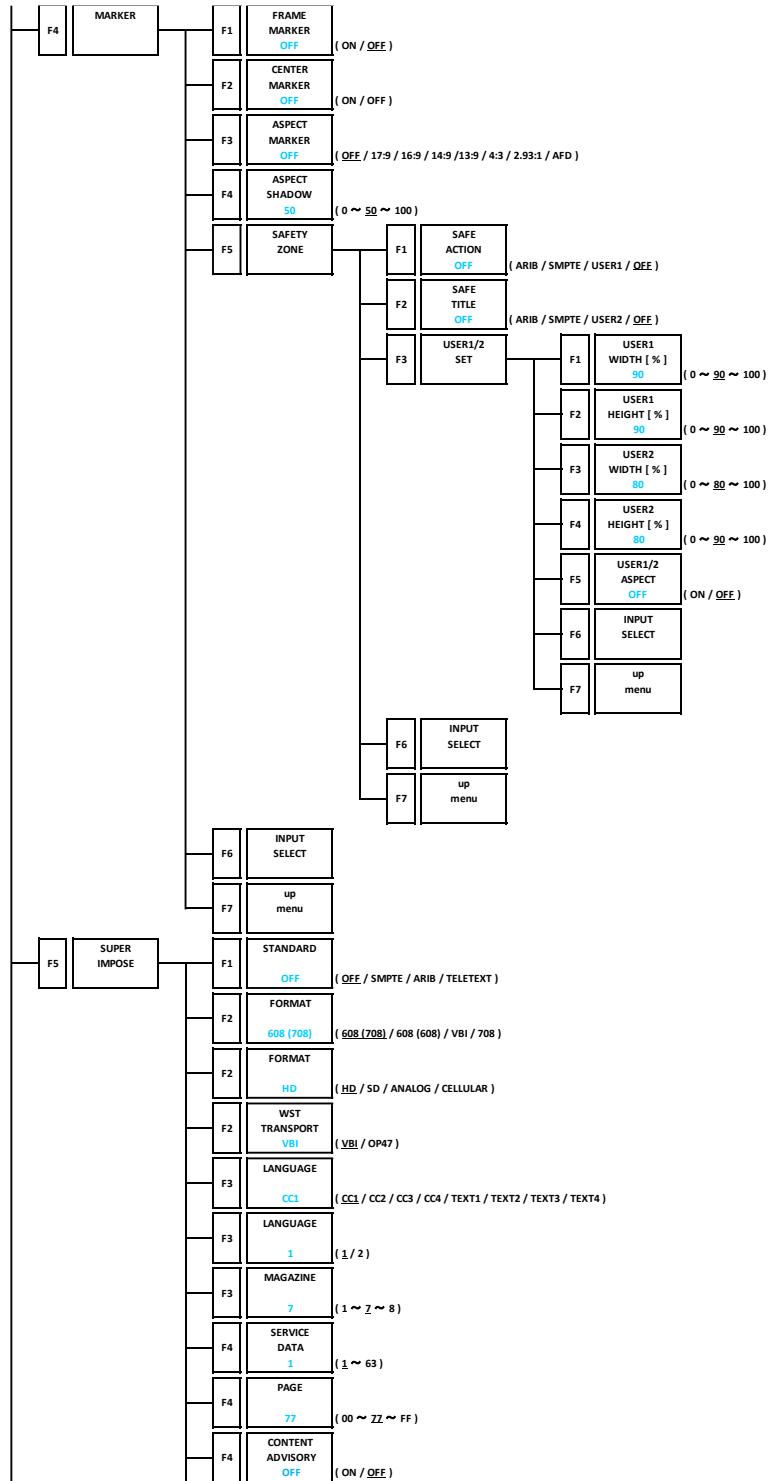 F4
MARKER
F1
FRAME
MARKER
OFF
( ON / OFF )
F2
CENTER
MARKER
OFF
( ON / OFF )
F3
ASPECT
MARKER
OFF
( OFF / 17:9 / 16:9 / 14:9 /13:9 / 4:3 / 2.93:1 / AFD )
F4
ASPECT
SHADOW
50
( 0 ～ 50 ～ 100 )
F5
SAFETY
ZONE
F1
SAFE
ACTION
OFF
( ARIB / SMPTE / USER1 / OFF )
F2
SAFE
TITLE
OFF
( ARIB / SMPTE / USER2 / OFF )
F3
USER1/2
SET
F1
USER1
WIDTH [ % ]
90
( 0 ～ 90 ～ 100 )
F2
USER1
HEIGHT [ % ]
90
( 0 ～ 90 ～ 100 )
F3
USER2
WIDTH [ % ]
80
( 0 ～ 80 ～ 100 )
F4
USER2
HEIGHT [ % ]
80
( 0 ～ 90 ～ 100 )
F5
USER1/2
ASPECT
OFF
( ON / OFF )
F6
INPUT
SELECT
F7
up
menu
F6
INPUT
SELECT
F7
up
menu
F6
INPUT
SELECT
F7
up
menu
F5
SUPER
IMPOSE
F1
STANDARD
OFF
( OFF / SMPTE / ARIB / TELETEXT )
F2
FORMAT
608 (708)
( 608 (708) / 608 (608) / VBI / 708 )
F2
FORMAT
HD
( HD / SD / ANALOG / CELLULAR )
F2
WST
TRANSPORT
VBI
( VBI / OP47 )
F3
LANGUAGE
CC1
( CC1 / CC2 / CC3 / CC4 / TEXT1 / TEXT2 / TEXT3 / TEXT4 )
F3
LANGUAGE
1
( 1 / 2 )
F3
MAGAZINE
7
( 1 ～ 7 ～ 8 )
F4
SERVICE
DATA
1
( 1 ～ 63 )
F4
PAGE
77
( 00 ～ 77 ～ FF )
F4
CONTENT
ADVISORY
OFF
( ON / OFF )